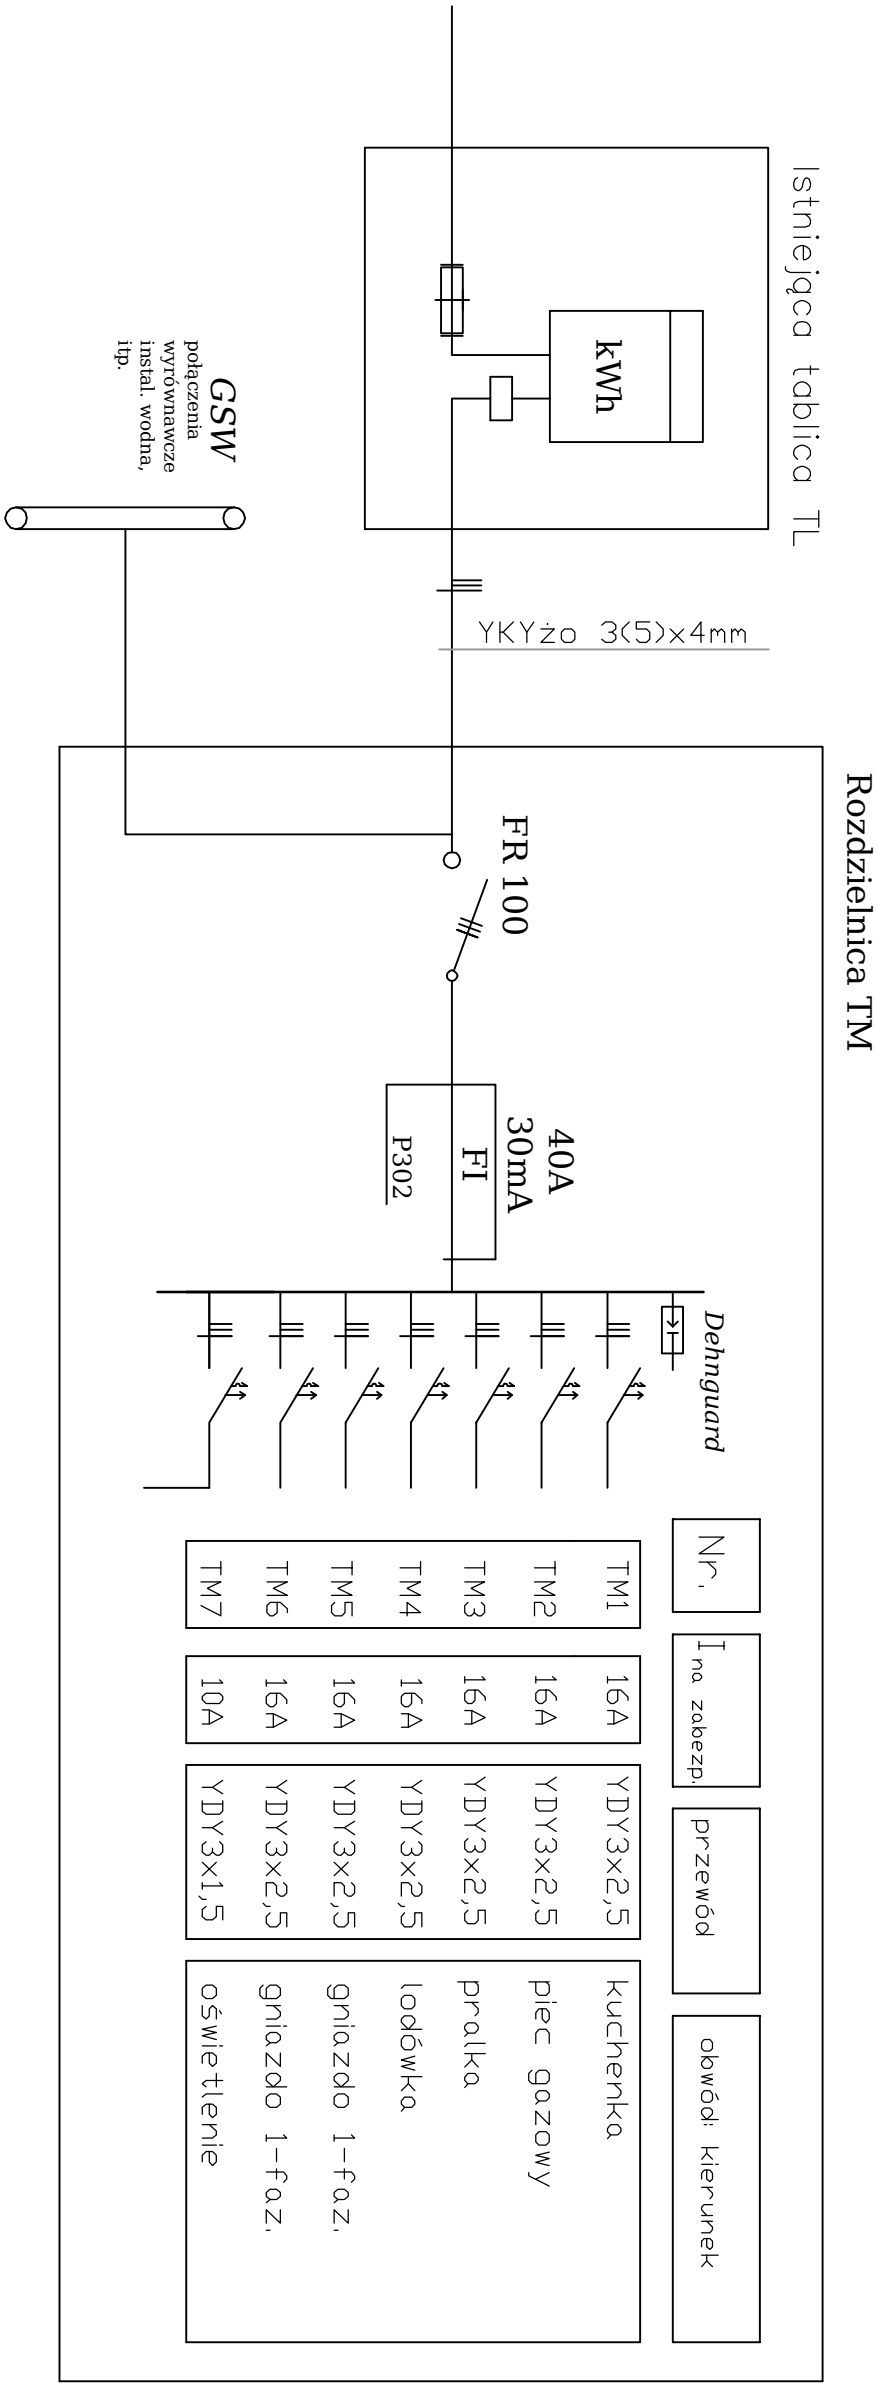 Istniejąca tablica TL
kWh
GSW
połączenia
wyrównawcze
instal. wodna,
itp.
YKYżo 3(5)x4mm
Rozdzielnica TM
FR 100
40A
30mA
FI
P302
Dehnguard
Nr.
I na zabezp.
przewód
obwód: kierunek
TM1 16A YDY3x2,5 kuchenka
TM2 16A YDY3x2,5 piec gazowy
TM3 16A YDY3x2,5 pralka
TM4 16A YDY3x2,5 lodówka
TM5 16A YDY3x2,5 gniazdo 1-faz.
TM6 16A YDY3x2,5 gniazdo 1-faz.
TM7 10A YDY3x1,5 oświetlenie